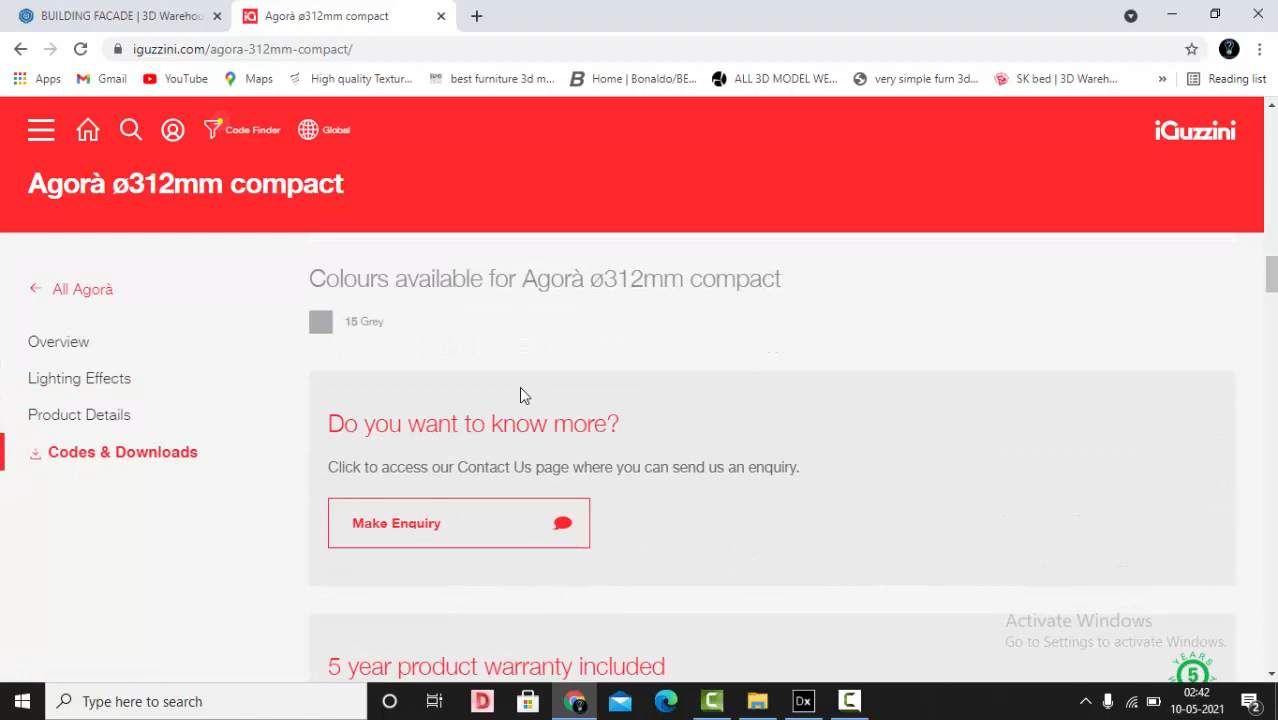 BUILDING FACADE | 3D Wareho
Agorà ø312mm compact
iguzzini.com/agora-312mm-compact/
Apps
Gmail
YouTube
Maps
High quality Textur...
best furniture 3d m...
Home | Bonaldo/BE...
ALL 3D MODEL WE...
very simple furn 3d...
SK bed | 3D Wareh...
»
Reading list
Code Finder
Global
iGuzzini
Agorà ø312mm compact
Colours available for Agorà ø312mm compact
15 Grey
← All Agorà
Overview
Lighting Effects
Product Details
Codes & Downloads
Do you want to know more?
Click to access our Contact Us page where you can send us an enquiry.
Make Enquiry
Activate Windows
Go to Settings to activate Windows.
5 year product warranty included
YEARS
5
Type here to search
02:42
10-05-2021
2